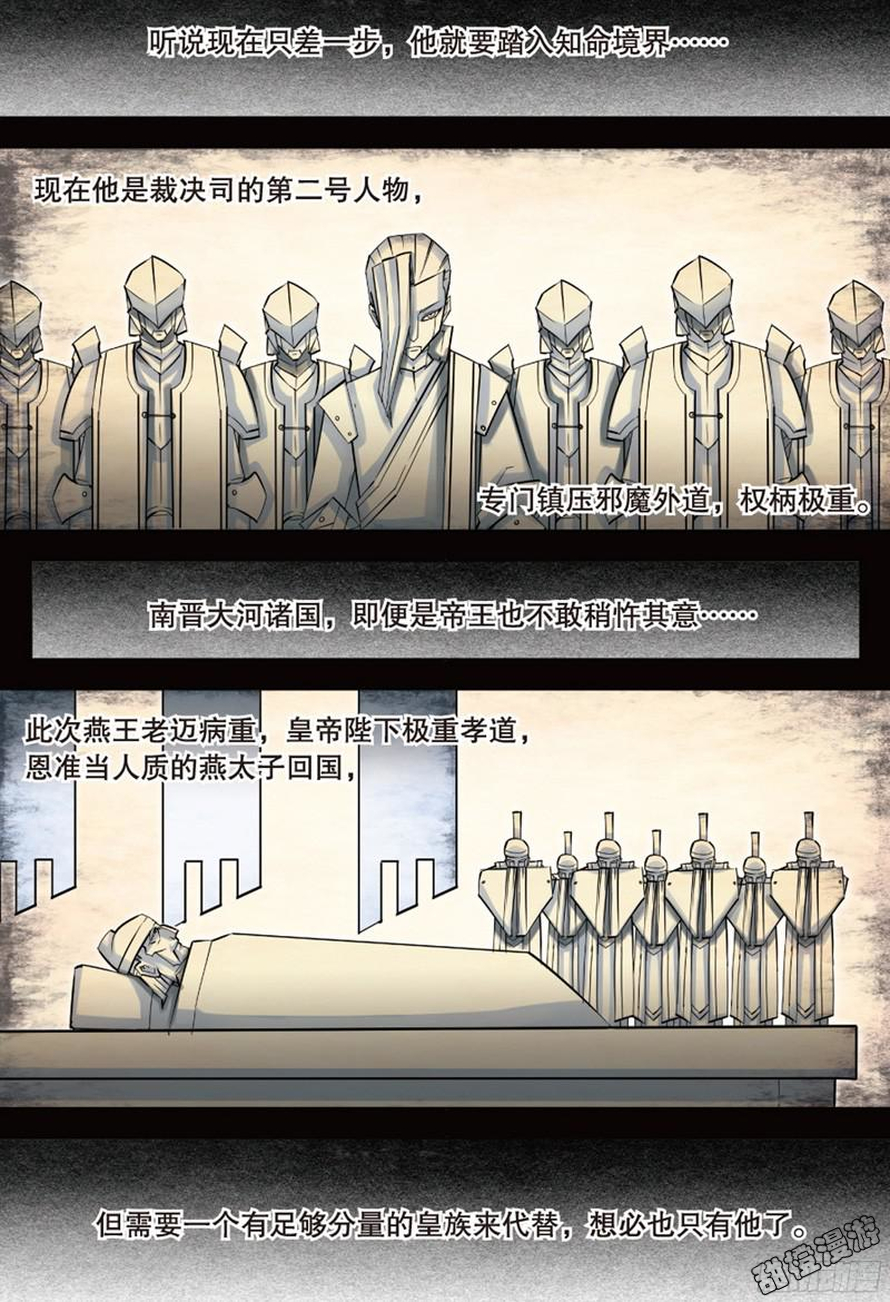 听说现在只差一步，他就要踏入知命境界……
现在他是裁决司的第二号人物，
专门镇压邪魔外道，权柄极重。
南晋大河诸国，即便是帝王也不敢稍忤其意……
此次燕王老迈病重，皇帝陛下极重孝道，
恩准当人质的燕太子回国，
但需要一个有足够分量的皇族来代替，想必也只有他了。
甜橙漫游